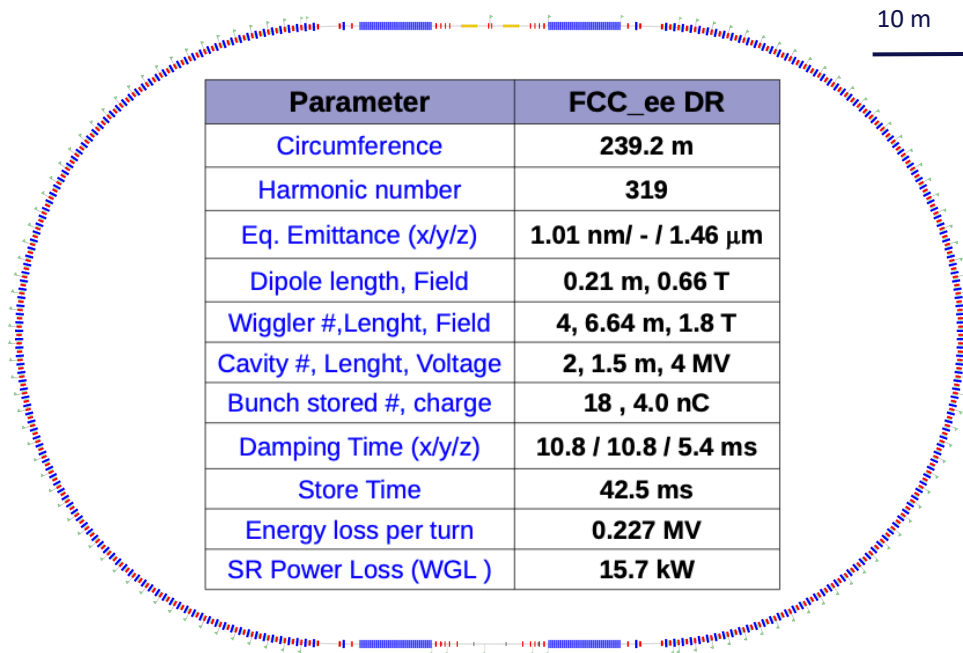 10 m
Parameter FCC_ee DR
Circumference 239.2 m
Harmonic number 319
Eq. Emittance (x/y/z) 1.01 nm/ - / 1.46 μm
Dipole length, Field 0.21 m, 0.66 T
Wiggler #,Lenght, Field 4, 6.64 m, 1.8 T
Cavity #, Lenght, Voltage 2, 1.5 m, 4 MV
Bunch stored #, charge 18 , 4.0 nC
Damping Time (x/y/z) 10.8 / 10.8 / 5.4 ms
Store Time 42.5 ms
Energy loss per turn 0.227 MV
SR Power Loss (WGL ) 15.7 kW